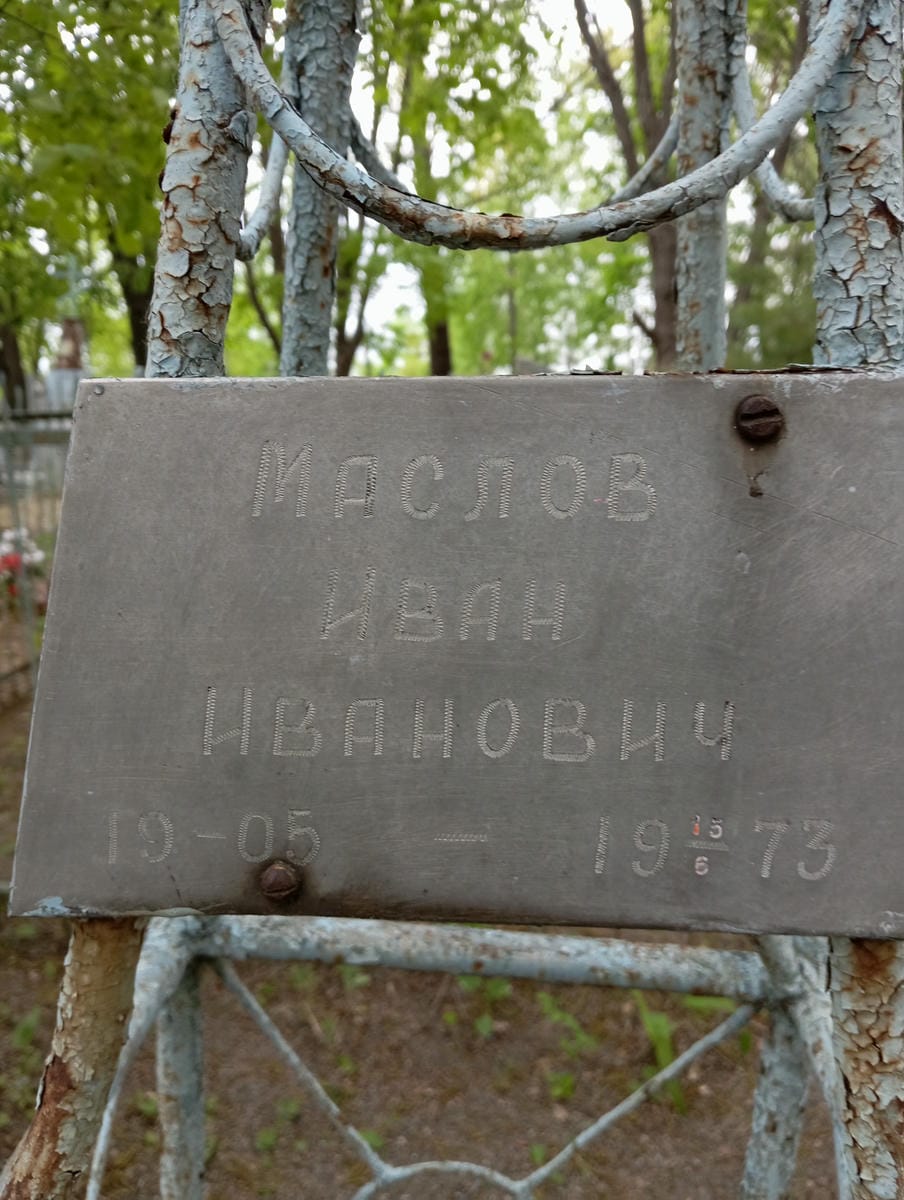 МАСЛОВ
ИВАН
ИВАНОВИЧ
19-05 — 19 15/6 73